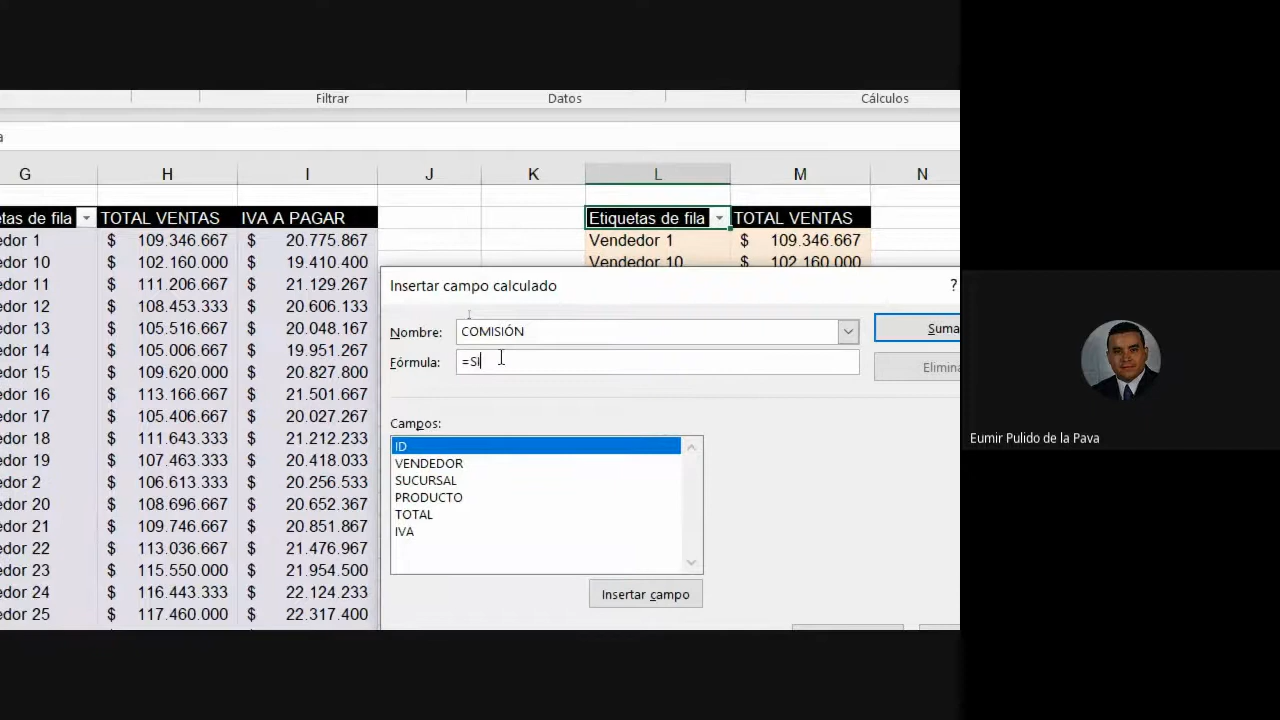 Filtrar Datos Cálculos
a
G H I J K L M N
etas de fila TOTAL VENTAS IVA A PAGAR Etiquetas de fila TOTAL VENTAS
edor 1 $ 109.346.667 $ 20.775.867 Vendedor 1 $ 109.346.667
edor 10 $ 102.160.000 $ 19.410.400 Vendedor 10 $ 102.160.000
edor 11 $ 111.206.667 $ 21.129.267
edor 12 $ 108.453.333 $ 20.606.133
edor 13 $ 105.516.667 $ 20.048.167
edor 14 $ 105.006.667 $ 19.951.267
edor 15 $ 109.620.000 $ 20.827.800
edor 16 $ 113.166.667 $ 21.501.667
edor 17 $ 105.406.667 $ 20.027.267
edor 18 $ 111.643.333 $ 21.212.233
edor 19 $ 107.463.333 $ 20.418.033
edor 2 $ 106.613.333 $ 20.256.533
edor 20 $ 108.696.667 $ 20.652.367
edor 21 $ 109.746.667 $ 20.851.867
edor 22 $ 113.036.667 $ 21.476.967
edor 23 $ 115.550.000 $ 21.954.500
edor 24 $ 116.443.333 $ 22.124.233
edor 25 $ 117.460.000 $ 22.317.400
Insertar campo calculado ?
Nombre: COMISIÓN Suma
Fórmula: =SI Elimina
Campos:
ID
VENDEDOR
SUCURSAL
PRODUCTO
TOTAL
IVA
Insertar campo
Eumir Pulido de la Pava